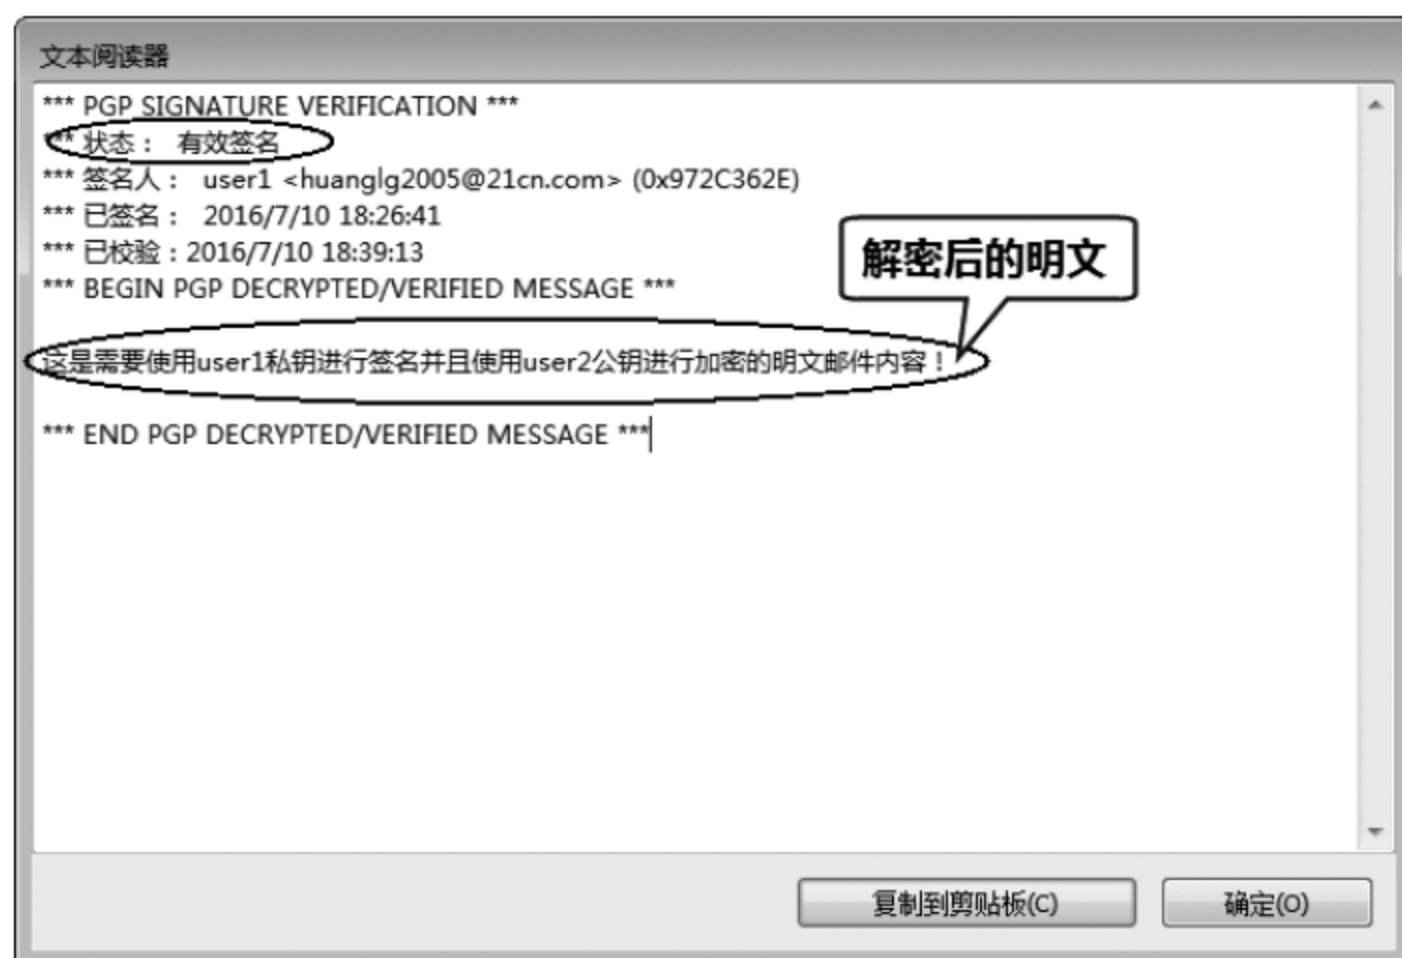 文本阅读器
*** PGP SIGNATURE VERIFICATION ***
*** 状态： 有效签名
*** 签名人： user1 <huanglg2005@21cn.com> (0x972C362E)
*** 已签名： 2016/7/10 18:26:41
*** 已校验：2016/7/10 18:39:13
*** BEGIN PGP DECRYPTED/VERIFIED MESSAGE ***
解密后的明文
这是需要使用user1私钥进行签名并且使用user2公钥进行加密的明文邮件内容！
*** END PGP DECRYPTED/VERIFIED MESSAGE ***
复制到剪贴板(C) 确定(O)